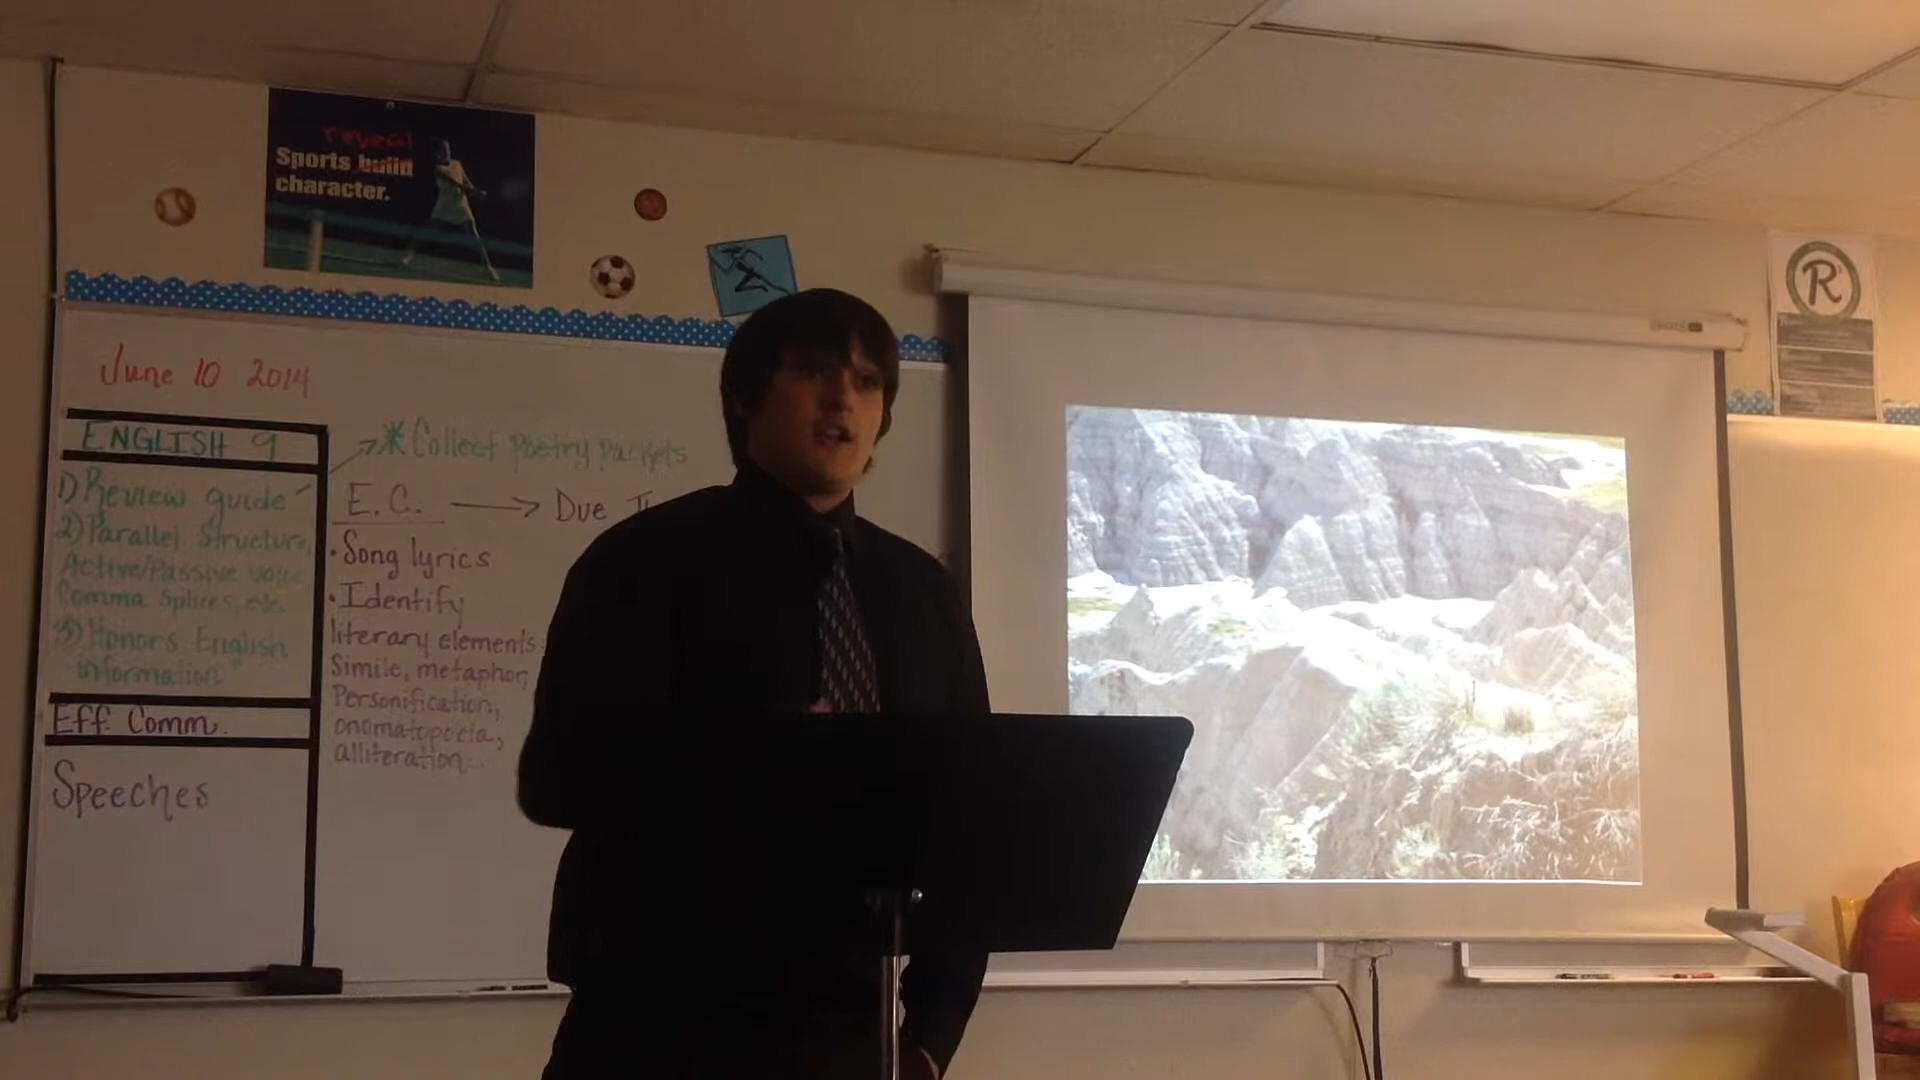 reveal
Sports build
character.
R
June 10 2014
ENGLISH 9
1) Review guide
2) Parallel Structure,
Active/Passive voice
Comma Splices, etc.
3) Honors English
information
Eff. Comm.
Speeches
* Collect Poetry packets
E.C. → Due
• Song lyrics
• Identify
literary elements:
Simile, metaphor,
Personification,
onomatopoeia,
alliteration...